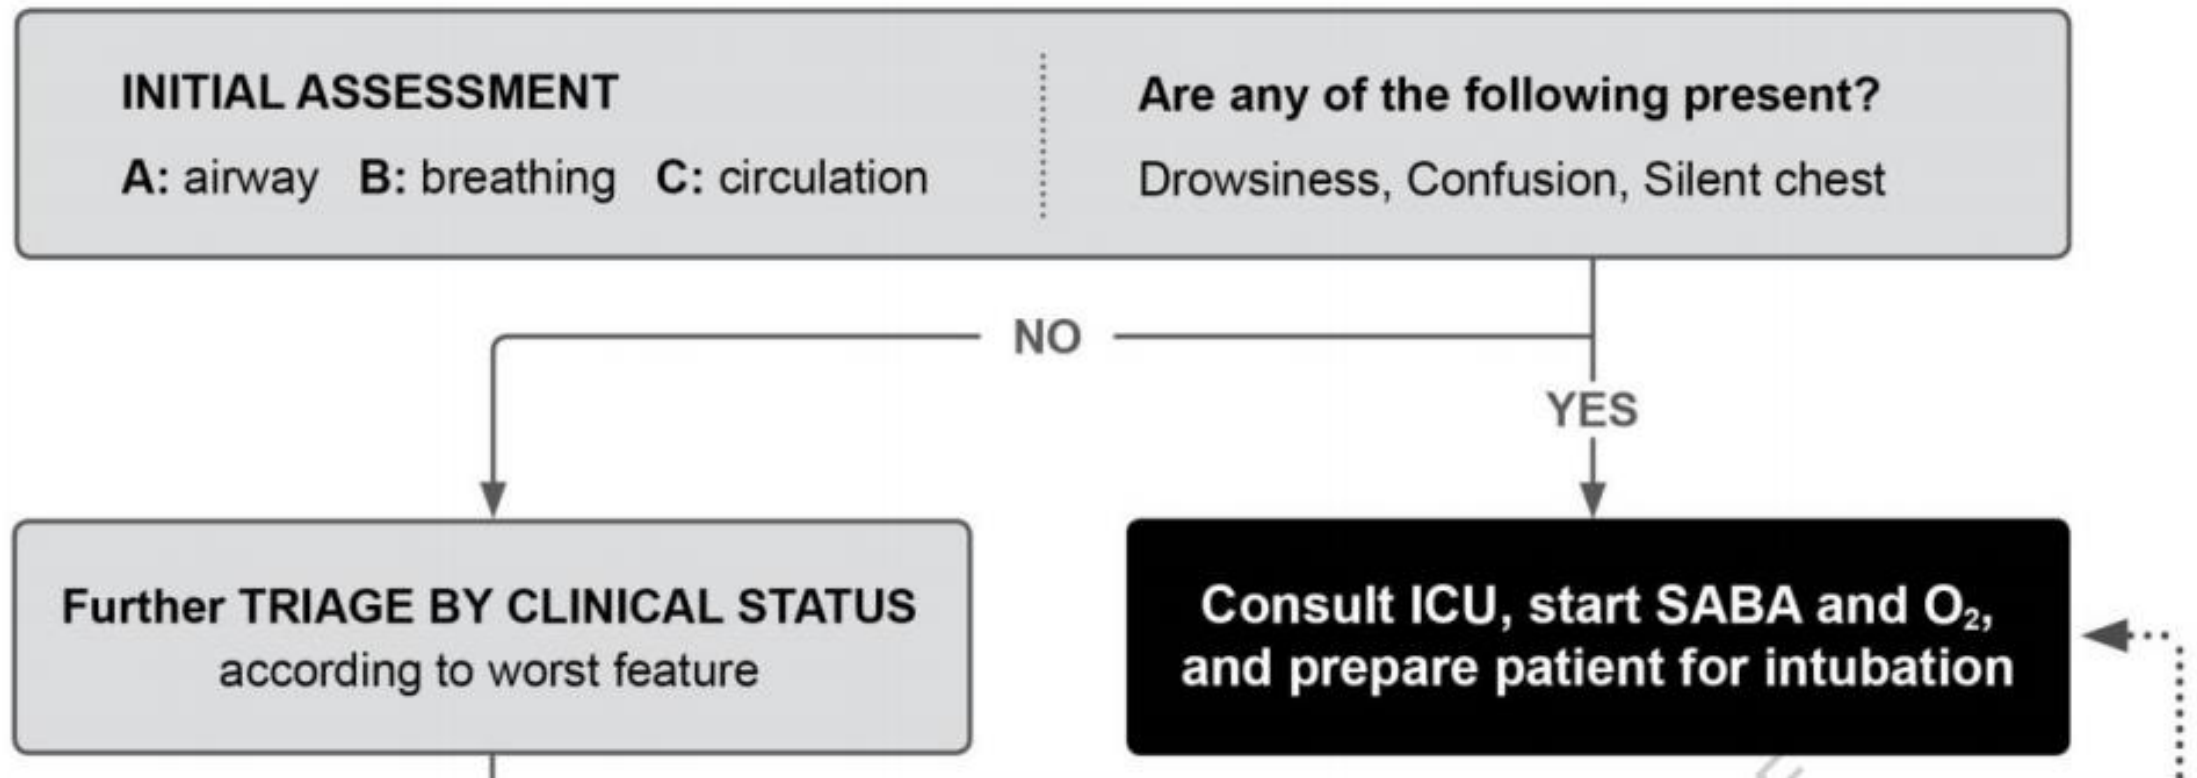 INITIAL ASSESSMENT
A: airway B: breathing C: circulation
Are any of the following present?
Drowsiness, Confusion, Silent chest
NO
YES
Further TRIAGE BY CLINICAL STATUS
according to worst feature
Consult ICU, start SABA and O₂,
and prepare patient for intubation